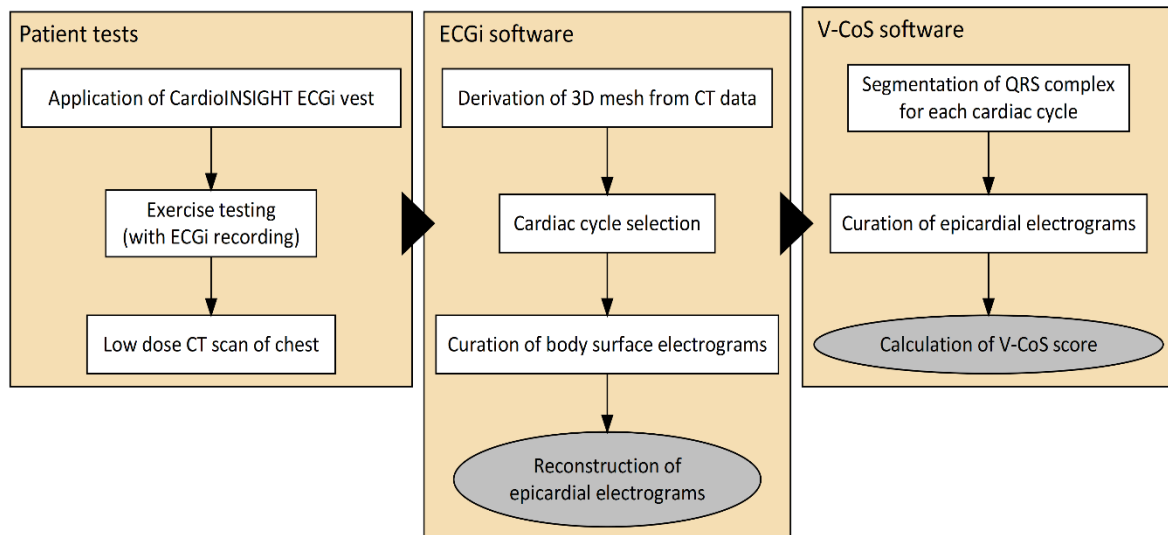 Patient tests
Application of CardioINSIGHT ECGi vest
Exercise testing
(with ECGi recording)
Low dose CT scan of chest
ECGi software
Derivation of 3D mesh from CT data
Cardiac cycle selection
Curation of body surface electrograms
Reconstruction of
epicardial electrograms
V-CoS software
Segmentation of QRS complex
for each cardiac cycle
Curation of epicardial electrograms
Calculation of V-CoS score